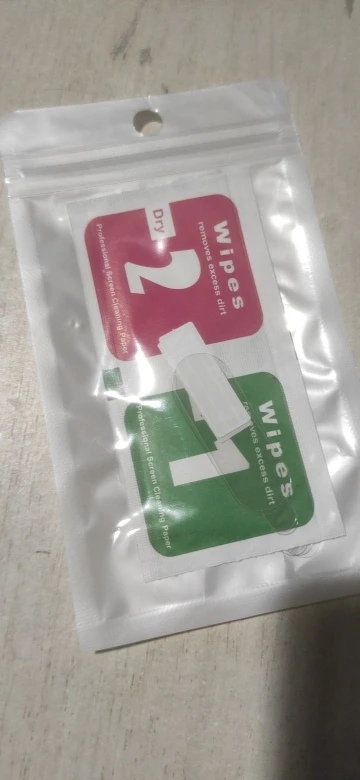 Wipes
removes excess dirt
Dry
2
Professional Screen Cleaning Paper
Wipes
removes excess dirt
1
Professional Screen Cleaning Paper